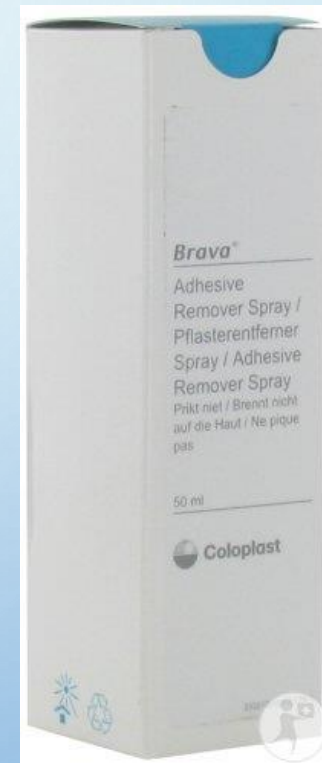 Brava®
Adhesive
Remover Spray /
Pflasterentferner
Spray / Adhesive
Remover Spray
Prikt niet / Brennt nicht
auf die Haut / Ne pique
pas
50 ml
Coloplast